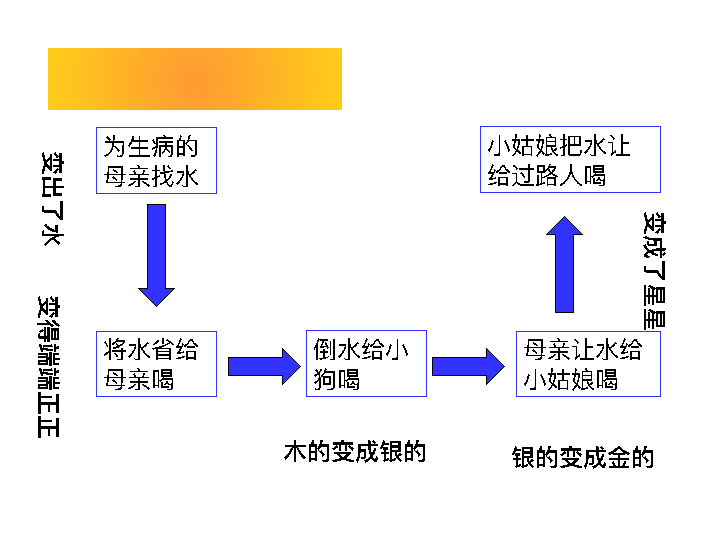 为生病的
母亲找水
变出了水
将水省给
母亲喝
变得端端正正
倒水给小
狗喝
木的变成银的
母亲让水给
小姑娘喝
银的变成金的
小姑娘把水让
给过路人喝
变成了星星